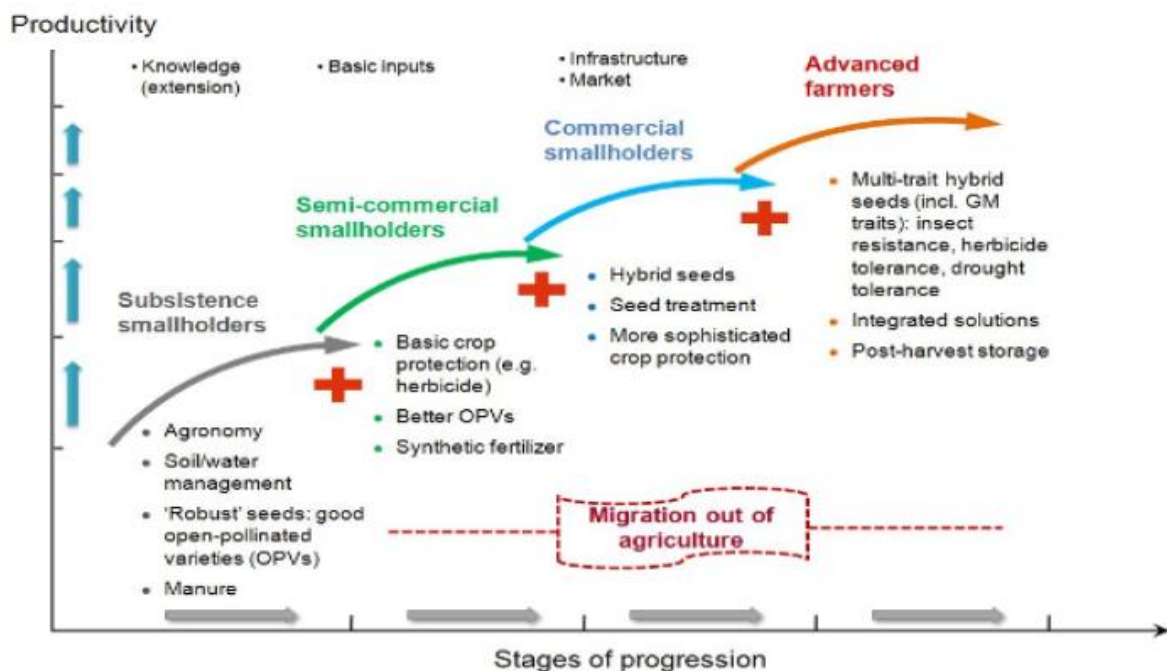 Productivity
• Knowledge
(extension)
• Basic inputs
• Infrastructure
• Market
Advanced
farmers
Commercial
smallholders
Semi-commercial
smallholders
Subsistence
smallholders
• Multi-trait hybrid
seeds (incl. GM
traits): insect
resistance, herbicide
tolerance, drought
tolerance
• Integrated solutions
• Post-harvest storage
• Hybrid seeds
• Seed treatment
• More sophisticated
crop protection
• Basic crop
protection (e.g.
herbicide)
• Better OPVs
• Synthetic fertilizer
• Agronomy
• Soil/water
management
• ‘Robust’ seeds: good
open-pollinated
varieties (OPVs)
• Manure
Migration out of
agriculture
Stages of progression